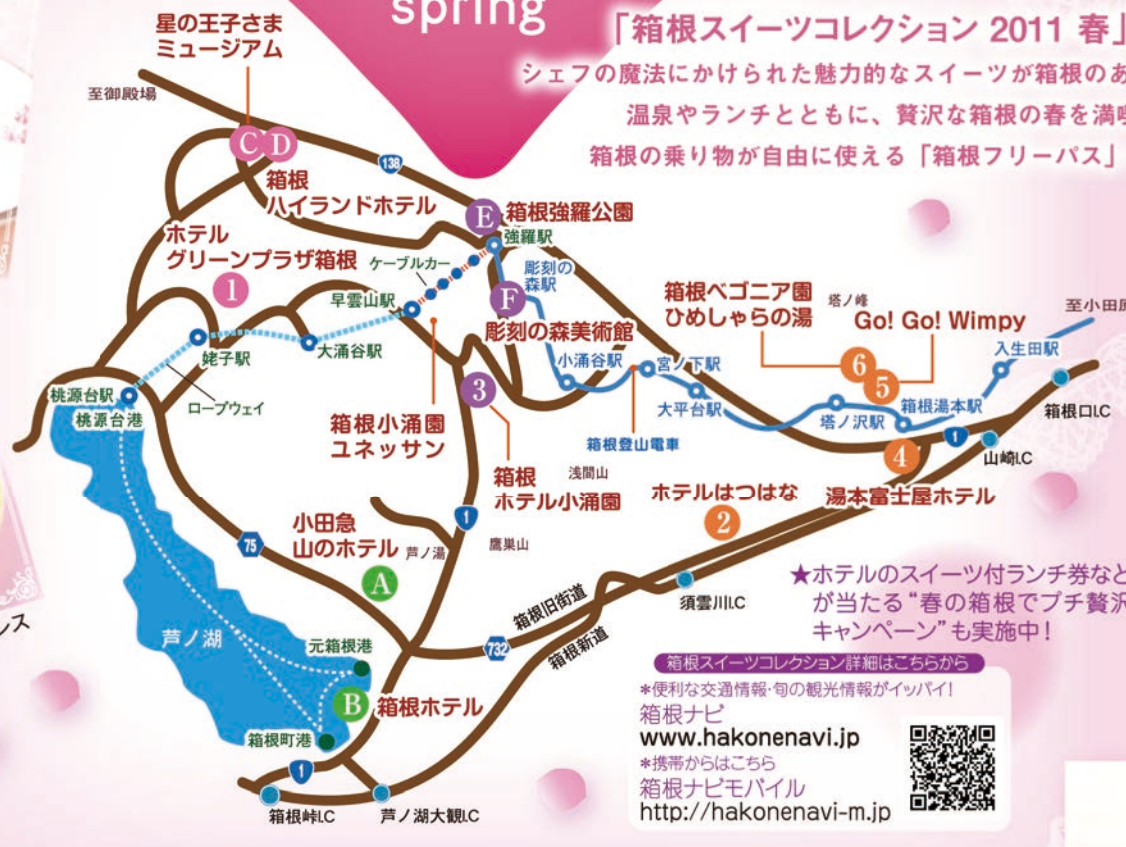 spring
「箱根スイーツコレクション 2011 春」
シェフの魔法にかけられた魅力的なスイーツが箱根のあ
温泉やランチとともに、贅沢な箱根の春を満喫
箱根の乗り物が自由に使える「箱根フリーパス」
星の王子さま
ミュージアム
至御殿場
C D
138
箱根
ハイランドホテル
E 箱根強羅公園
強羅駅
ホテル
グリーンプラザ箱根
1
ケーブルカー
彫刻の
森駅
F
彫刻の森美術館
早雲山駅
大涌谷駅
姥子駅
ロープウェイ
桃源台駅
桃源台港
箱根ベゴニア園
ひめしゃらの湯
塔ノ峰
Go! Go! Wimpy
至小田原
入生田駅
6
5
小涌谷駅
宮ノ下駅
大平台駅
塔ノ沢駅
箱根湯本駅
箱根口I.C
1
山崎I.C
4
湯本富士屋ホテル
箱根登山電車
3
箱根小涌園
ユネッサン
箱根
ホテル小涌園
浅間山
ホテルはつはな
2
1
鷹巣山
小田急
山のホテル
芦ノ湯
A
75
須雲川I.C
箱根旧街道
732
箱根新道
芦ノ湖
元箱根港
B 箱根ホテル
箱根町港
1
箱根峠I.C
芦ノ湖大観I.C
レス
★ホテルのスイーツ付ランチ券など
が当たる“春の箱根でプチ贅沢
キャンペーン”も実施中!
箱根スイーツコレクション詳細はこちらから
*便利な交通情報・旬の観光情報がイッパイ!
箱根ナビ
www.hakonenavi.jp
*携帯からはこちら
箱根ナビモバイル
http://hakonenavi-m.jp